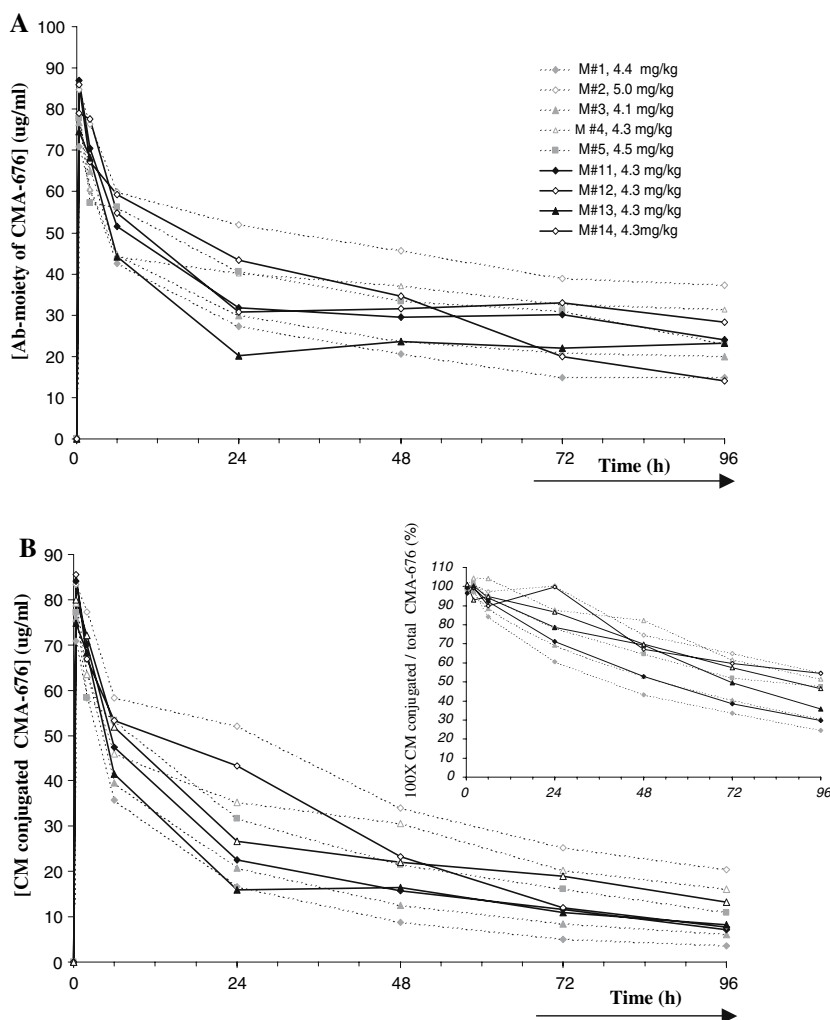 A
[Ab-moiety of CMA-676] (ug/ml)
100
90
80
70
60
50
40
30
20
10
0
0 24 48 72 96
Time (h)
M#1, 4.4 mg/kg
M#2, 5.0 mg/kg
M#3, 4.1 mg/kg
M #4, 4.3 mg/kg
M#5, 4.5 mg/kg
M#11, 4.3 mg/kg
M#12, 4.3 mg/kg
M#13, 4.3 mg/kg
M#14, 4.3mg/kg
B
[CM conjugated CMA-676] (ug/ml)
90
80
70
60
50
40
30
20
10
0
0 24 48 72 96
Time (h)
100X CM conjugated / total CMA-676 (%)
110
100
90
80
70
60
50
40
30
20
10
0
0 24 48 72 96